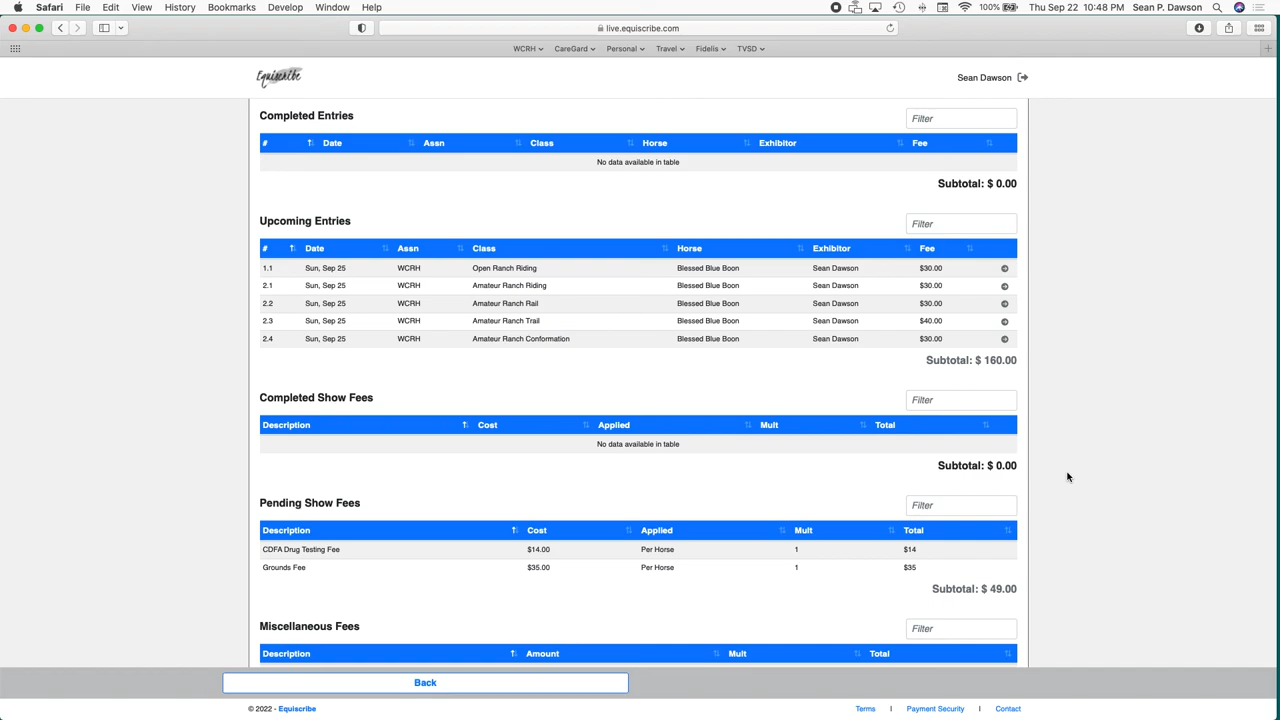 Safari File Edit View History Bookmarks Develop Window Help 100% Thu Sep 22 10:48 PM Sean P. Dawson
live.equiscribe.com
WCRH CareGard Personal Travel Fidelis TVSD
Equiscribe Sean Dawson
Completed Entries Filter
# Date Assn Class Horse Exhibitor Fee
No data available in table
Subtotal: $ 0.00
Upcoming Entries Filter
# Date Assn Class Horse Exhibitor Fee
1.1 Sun, Sep 25 WCRH Open Ranch Riding Blessed Blue Boon Sean Dawson $30.00
2.1 Sun, Sep 25 WCRH Amateur Ranch Riding Blessed Blue Boon Sean Dawson $30.00
2.2 Sun, Sep 25 WCRH Amateur Ranch Rail Blessed Blue Boon Sean Dawson $30.00
2.3 Sun, Sep 25 WCRH Amateur Ranch Trail Blessed Blue Boon Sean Dawson $40.00
2.4 Sun, Sep 25 WCRH Amateur Ranch Conformation Blessed Blue Boon Sean Dawson $30.00
Subtotal: $ 160.00
Completed Show Fees Filter
Description Cost Applied Mult Total
No data available in table
Subtotal: $ 0.00
Pending Show Fees Filter
Description Cost Applied Mult Total
CDFA Drug Testing Fee $14.00 Per Horse 1 $14
Grounds Fee $35.00 Per Horse 1 $35
Subtotal: $ 49.00
Miscellaneous Fees Filter
Description Amount Mult Total
Back
© 2022 - Equiscribe Terms | Payment Security | Contact